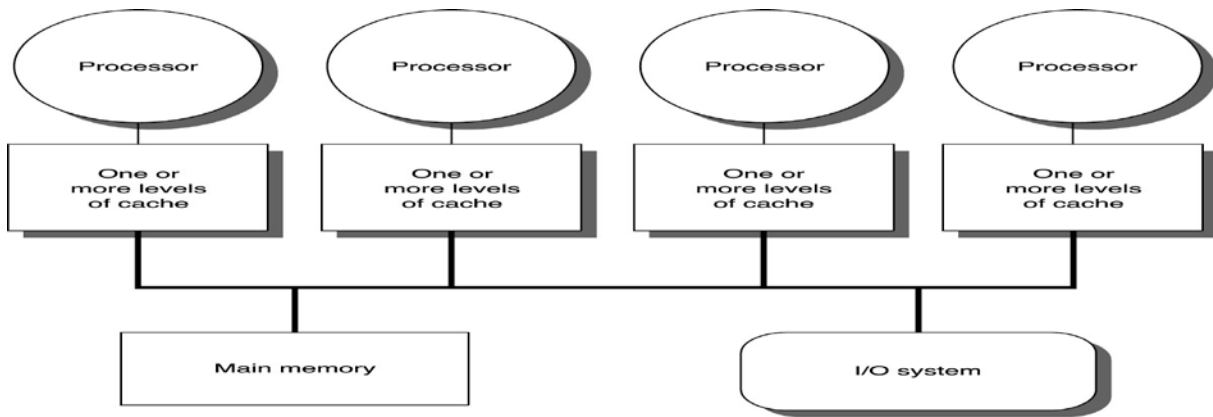 Processor
Processor
Processor
Processor
One or
more levels
of cache
One or
more levels
of cache
One or
more levels
of cache
One or
more levels
of cache
Main memory
I/O system